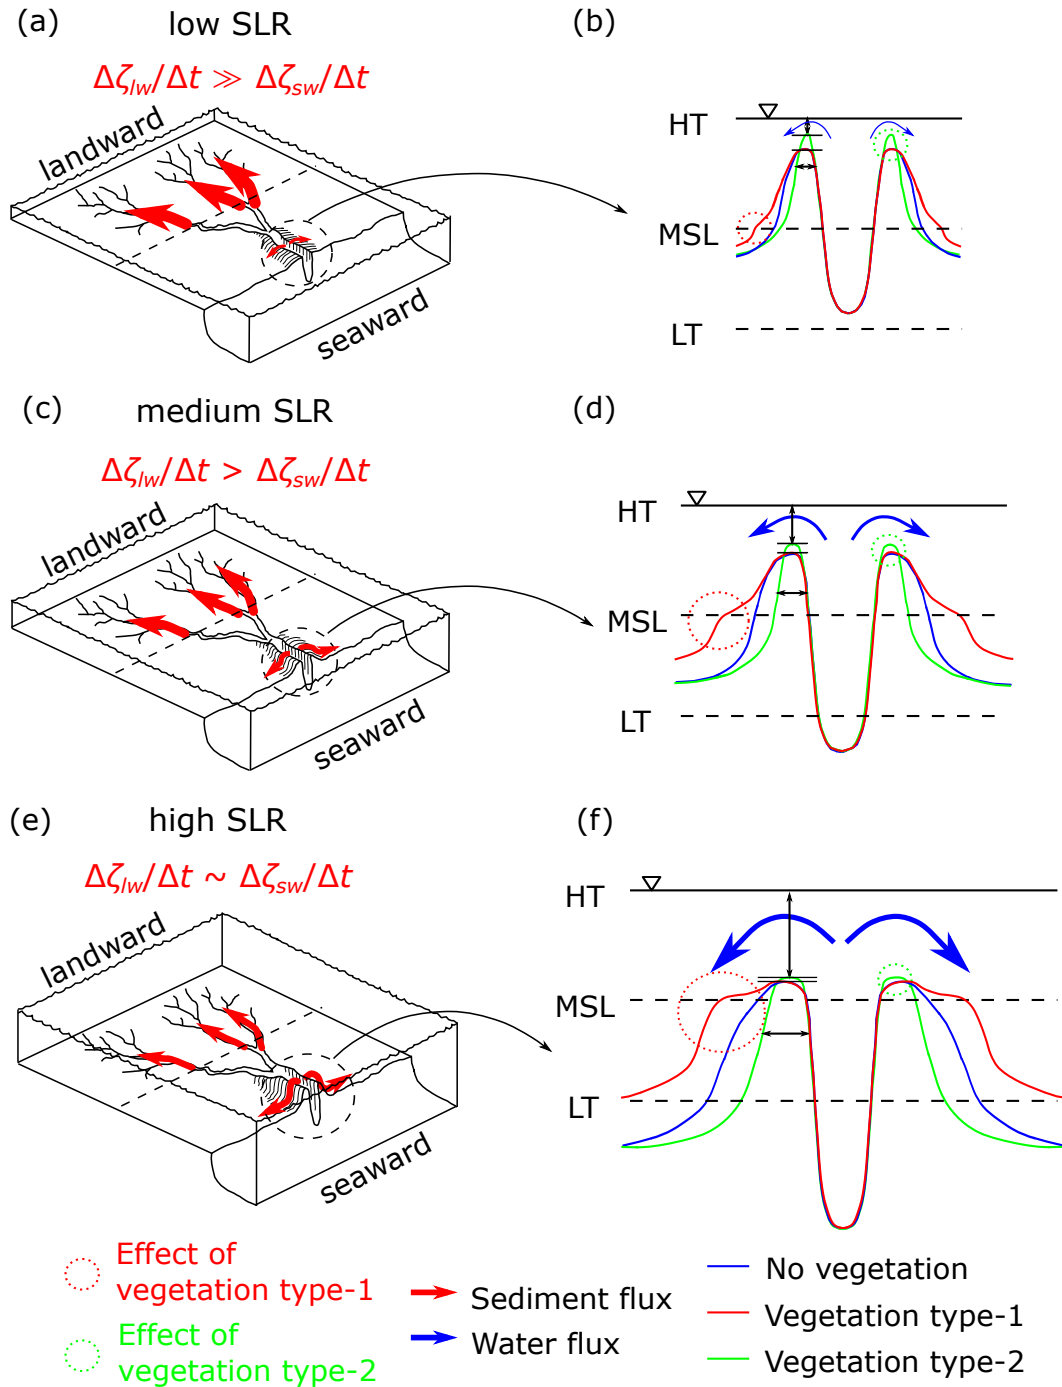 (a) low SLR
Δζlw/Δt ≫ Δζsw/Δt
landward
seaward
(b)
HT
MSL
LT
(c) medium SLR
Δζlw/Δt > Δζsw/Δt
landward
seaward
(d)
HT
MSL
LT
(e) high SLR
Δζlw/Δt ~ Δζsw/Δt
landward
seaward
(f)
HT
MSL
LT
Effect of
vegetation type-1
Effect of
vegetation type-2
Sediment flux
Water flux
No vegetation
Vegetation type-1
Vegetation type-2